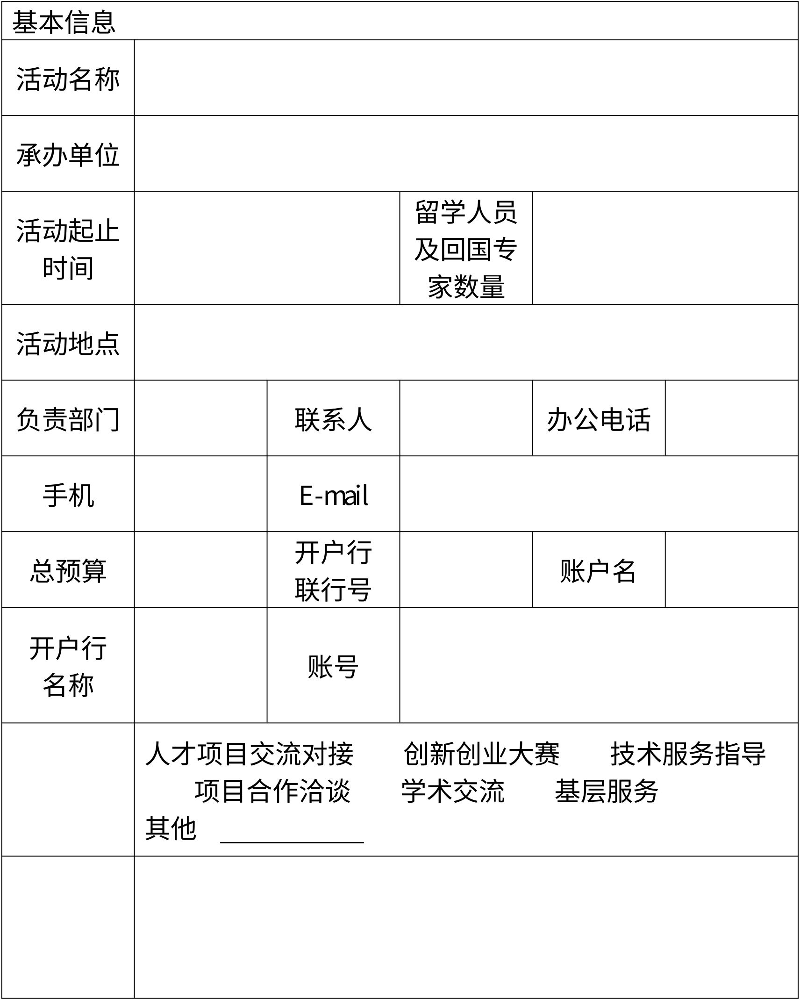 基本信息
活动名称
承办单位
活动起止
时间
留学人员
及回国专
家数量
活动地点
负责部门
联系人
办公电话
手机
E-mail
总预算
开户行
联行号
账户名
开户行
名称
账号
人才项目交流对接 创新创业大赛 技术服务指导
项目合作洽谈 学术交流 基层服务
其他 ___________